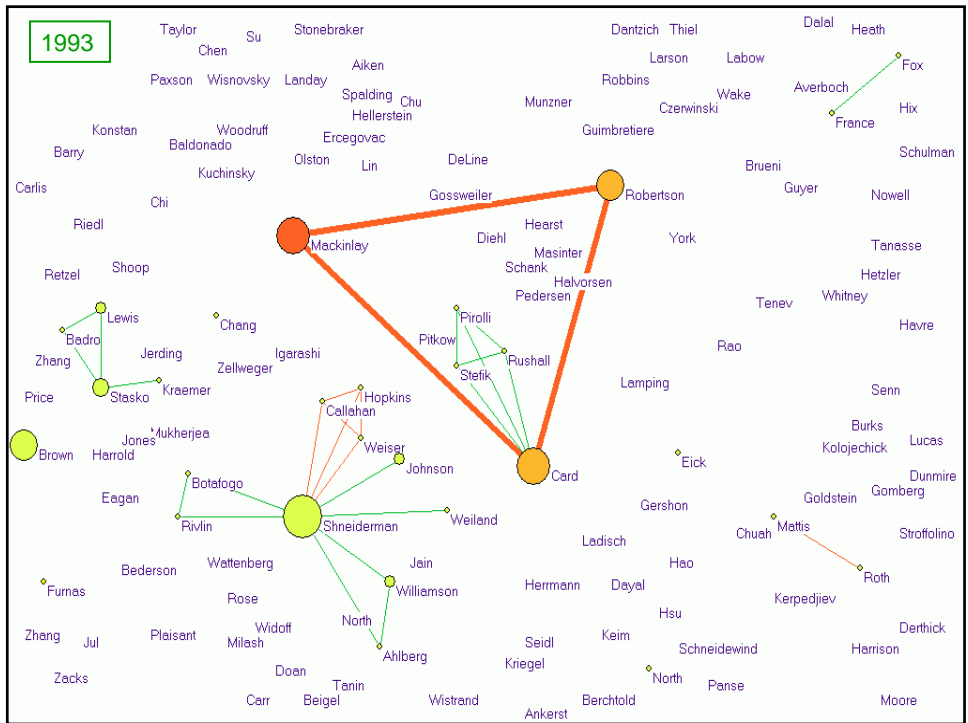 1993
Taylor
Su
Stonebraker
Chen
Dantzich
Thiel
Dalal
Heath
Aiken
Larson
Labow
Fox
Paxson
Wisnovsky
Landay
Robbins
Averboch
Spalding
Chu
Munzner
Czerwinski
Wake
Hellerstein
France
Hix
Konstan
Woodruff
Ercegovac
Guimbretiere
Barry
Baldonado
Olston
Lin
DeLine
Brueni
Schulman
Kuchinsky
Carlis
Chi
Gossweiler
Robertson
Guyer
Nowell
Riedl
Hearst
Mackinlay
Diehl
Masinter
York
Tanasse
Retzel
Shoop
Schank
Halvorsen
Hetzler
Pedersen
Tenev
Whitney
Lewis
Chang
Pirolli
Havre
Badro
Pitkow
Zhang
Jerding
Igarashi
Rushall
Rao
Zellweger
Stefik
Price
Stasko
Kraemer
Hopkins
Lamping
Senn
Callahan
Mukherjea
Burks
Jones
Weiser
Kolojechick
Lucas
Brown
Harrold
Johnson
Card
Eick
Dunmire
Botafogo
Gomberg
Eagan
Goldstein
Rivlin
Shneiderman
Weiland
Gershon
Mattis
Chuah
Stroffolino
Ladisch
Wattenberg
Jain
Hao
Bederson
Roth
Furnas
Williamson
Herrmann
Dayal
Rose
Kerpedjiev
North
Hsu
Widoff
Derthick
Zhang
Jul
Plaisant
Milash
Seidl
Keim
Schneidewind
Harrison
Ahlberg
Kriegel
Zacks
Doan
Tanin
North
Panse
Carr
Beigel
Wistrand
Berchtold
Moore
Ankerst